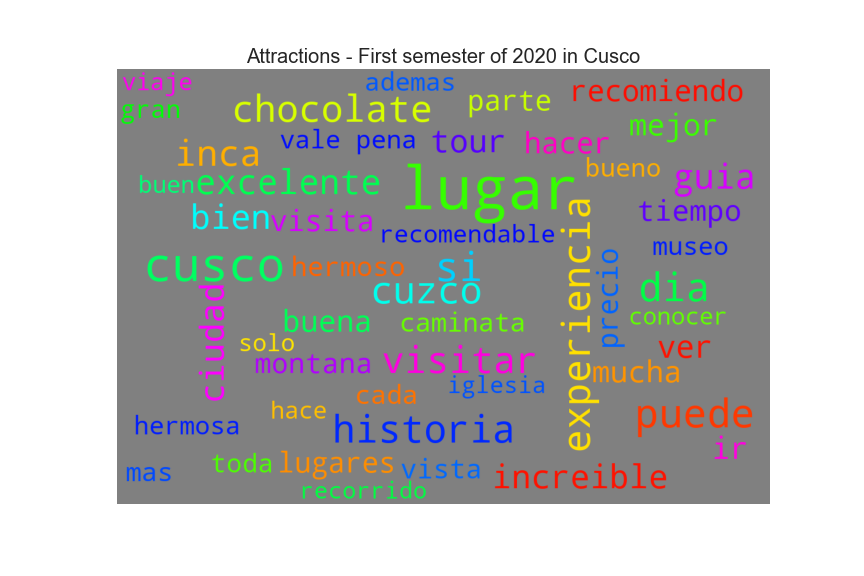 Attractions - First semester of 2020 in Cusco
viaje
ademas
gran
chocolate
parte
recomiendo
mejor
vale pena
tour
hacer
inca
bueno
guia
buen
excelente
lugar
bien
visita
tiempo
recomendable
museo
experiencia
precio
cusco
hermoso
si
cuzco
dia
ciudad
buena
caminata
conocer
solo
montana
visitar
ver
mucha
iglesia
cada
hace
hermosa
historia
puede
ir
mas
toda
lugares
vista
increible
recorrido